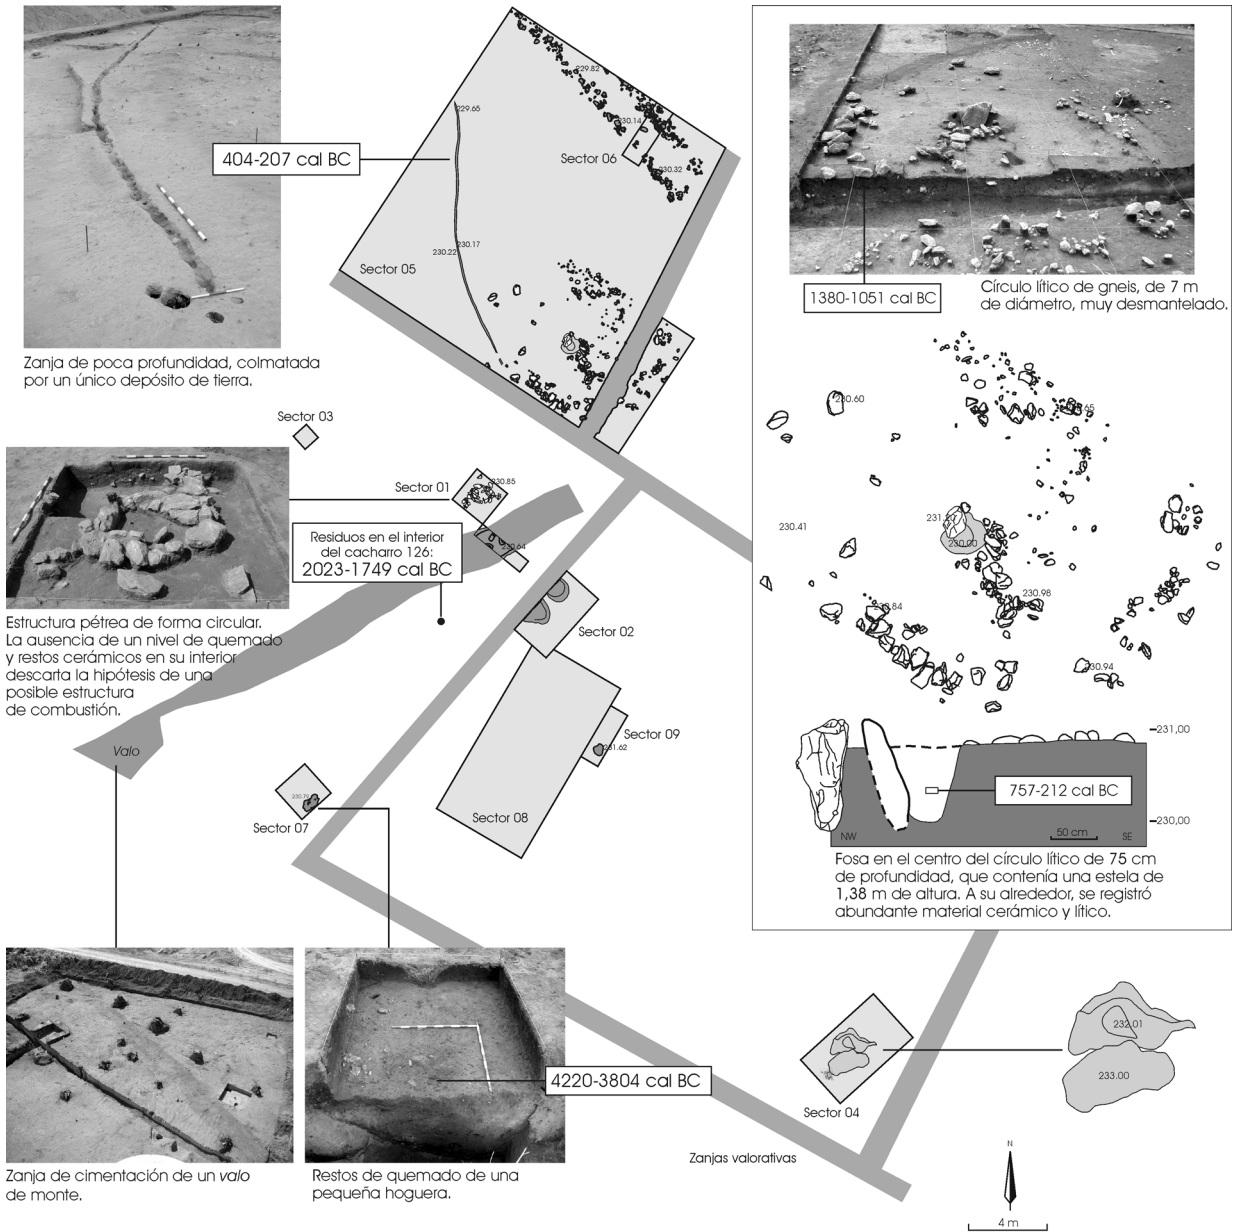 404-207 cal BC
229.65
229.82
230.14
230.32
Sector 06
230.17
230.22
Sector 05
Zanja de poca profundidad, colmatada
por un único depósito de tierra.
1380-1051 cal BC
Círculo lítico de gneis, de 7 m
de diámetro, muy desmantelado.
Sector 03
Sector 01
230.85
230.64
Residuos en el interior
del cacharro 126:
2023-1749 cal BC
Estructura pétrea de forma circular.
La ausencia de un nivel de quemado
y restos cerámicos en su interior
descarta la hipótesis de una
posible estructura
de combustión.
Sector 02
Valo
Sector 09
231.62
230.79
Sector 07
Sector 08
230.60
230.41
230.00
230.98
230.84
230.94
231,00
757-212 cal BC
230,00
NW
50 cm
SE
Fosa en el centro del círculo lítico de 75 cm
de profundidad, que contenía una estela de
1,38 m de altura. A su alrededor, se registró
abundante material cerámico y lítico.
4220-3804 cal BC
232.01
233.00
Sector 04
Zanja de cimentación de un valo
de monte.
Restos de quemado de una
pequeña hoguera.
Zanjas valorativas
N
4 m